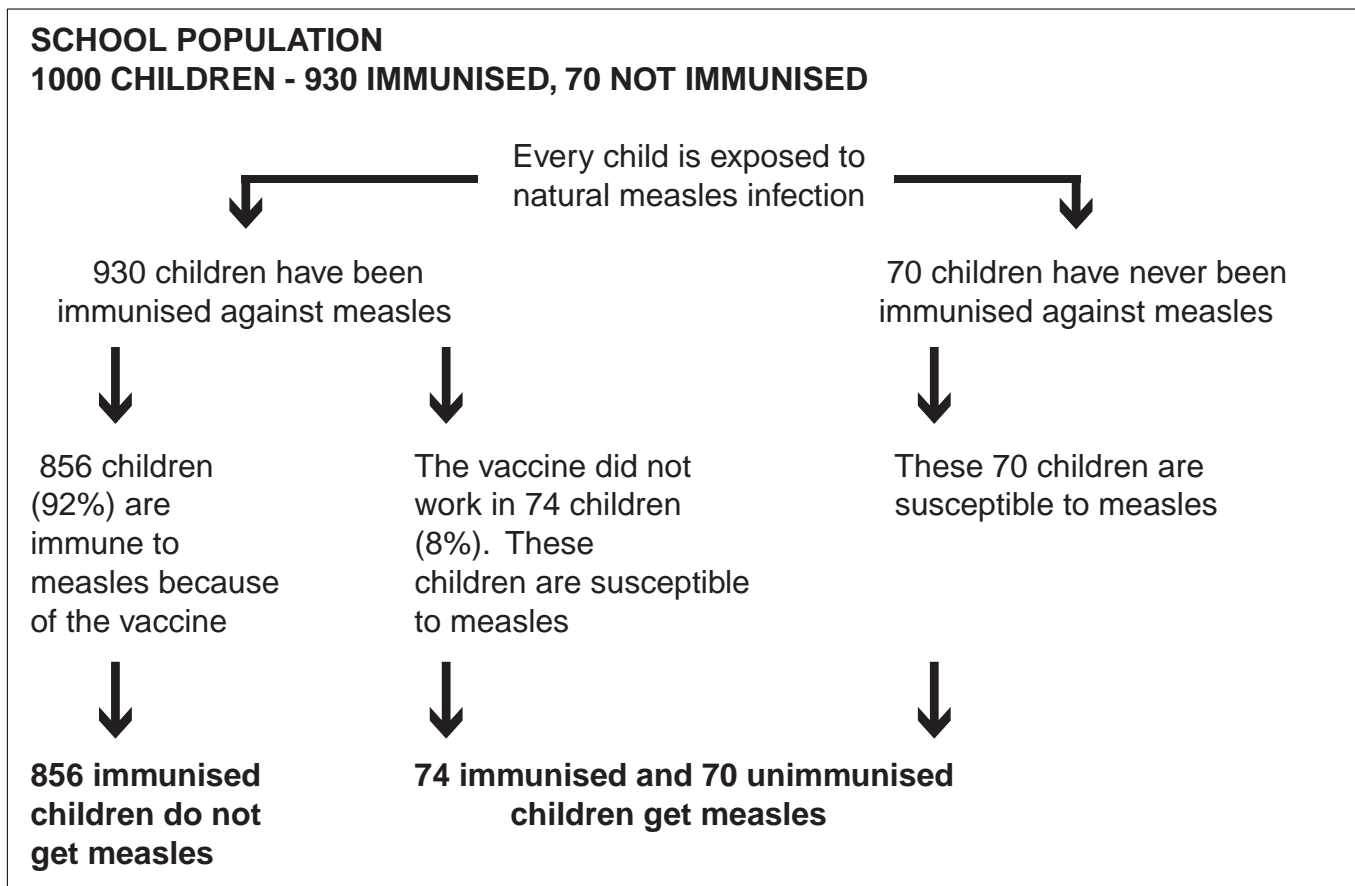 SCHOOL POPULATION
1000 CHILDREN - 930 IMMUNISED, 70 NOT IMMUNISED
Every child is exposed to
natural measles infection
930 children have been
immunised against measles
70 children have never been
immunised against measles
856 children
(92%) are
immune to
measles because
of the vaccine
The vaccine did not
work in 74 children
(8%). These
children are susceptible
to measles
These 70 children are
susceptible to measles
856 immunised
children do not
get measles
74 immunised and 70 unimmunised
children get measles